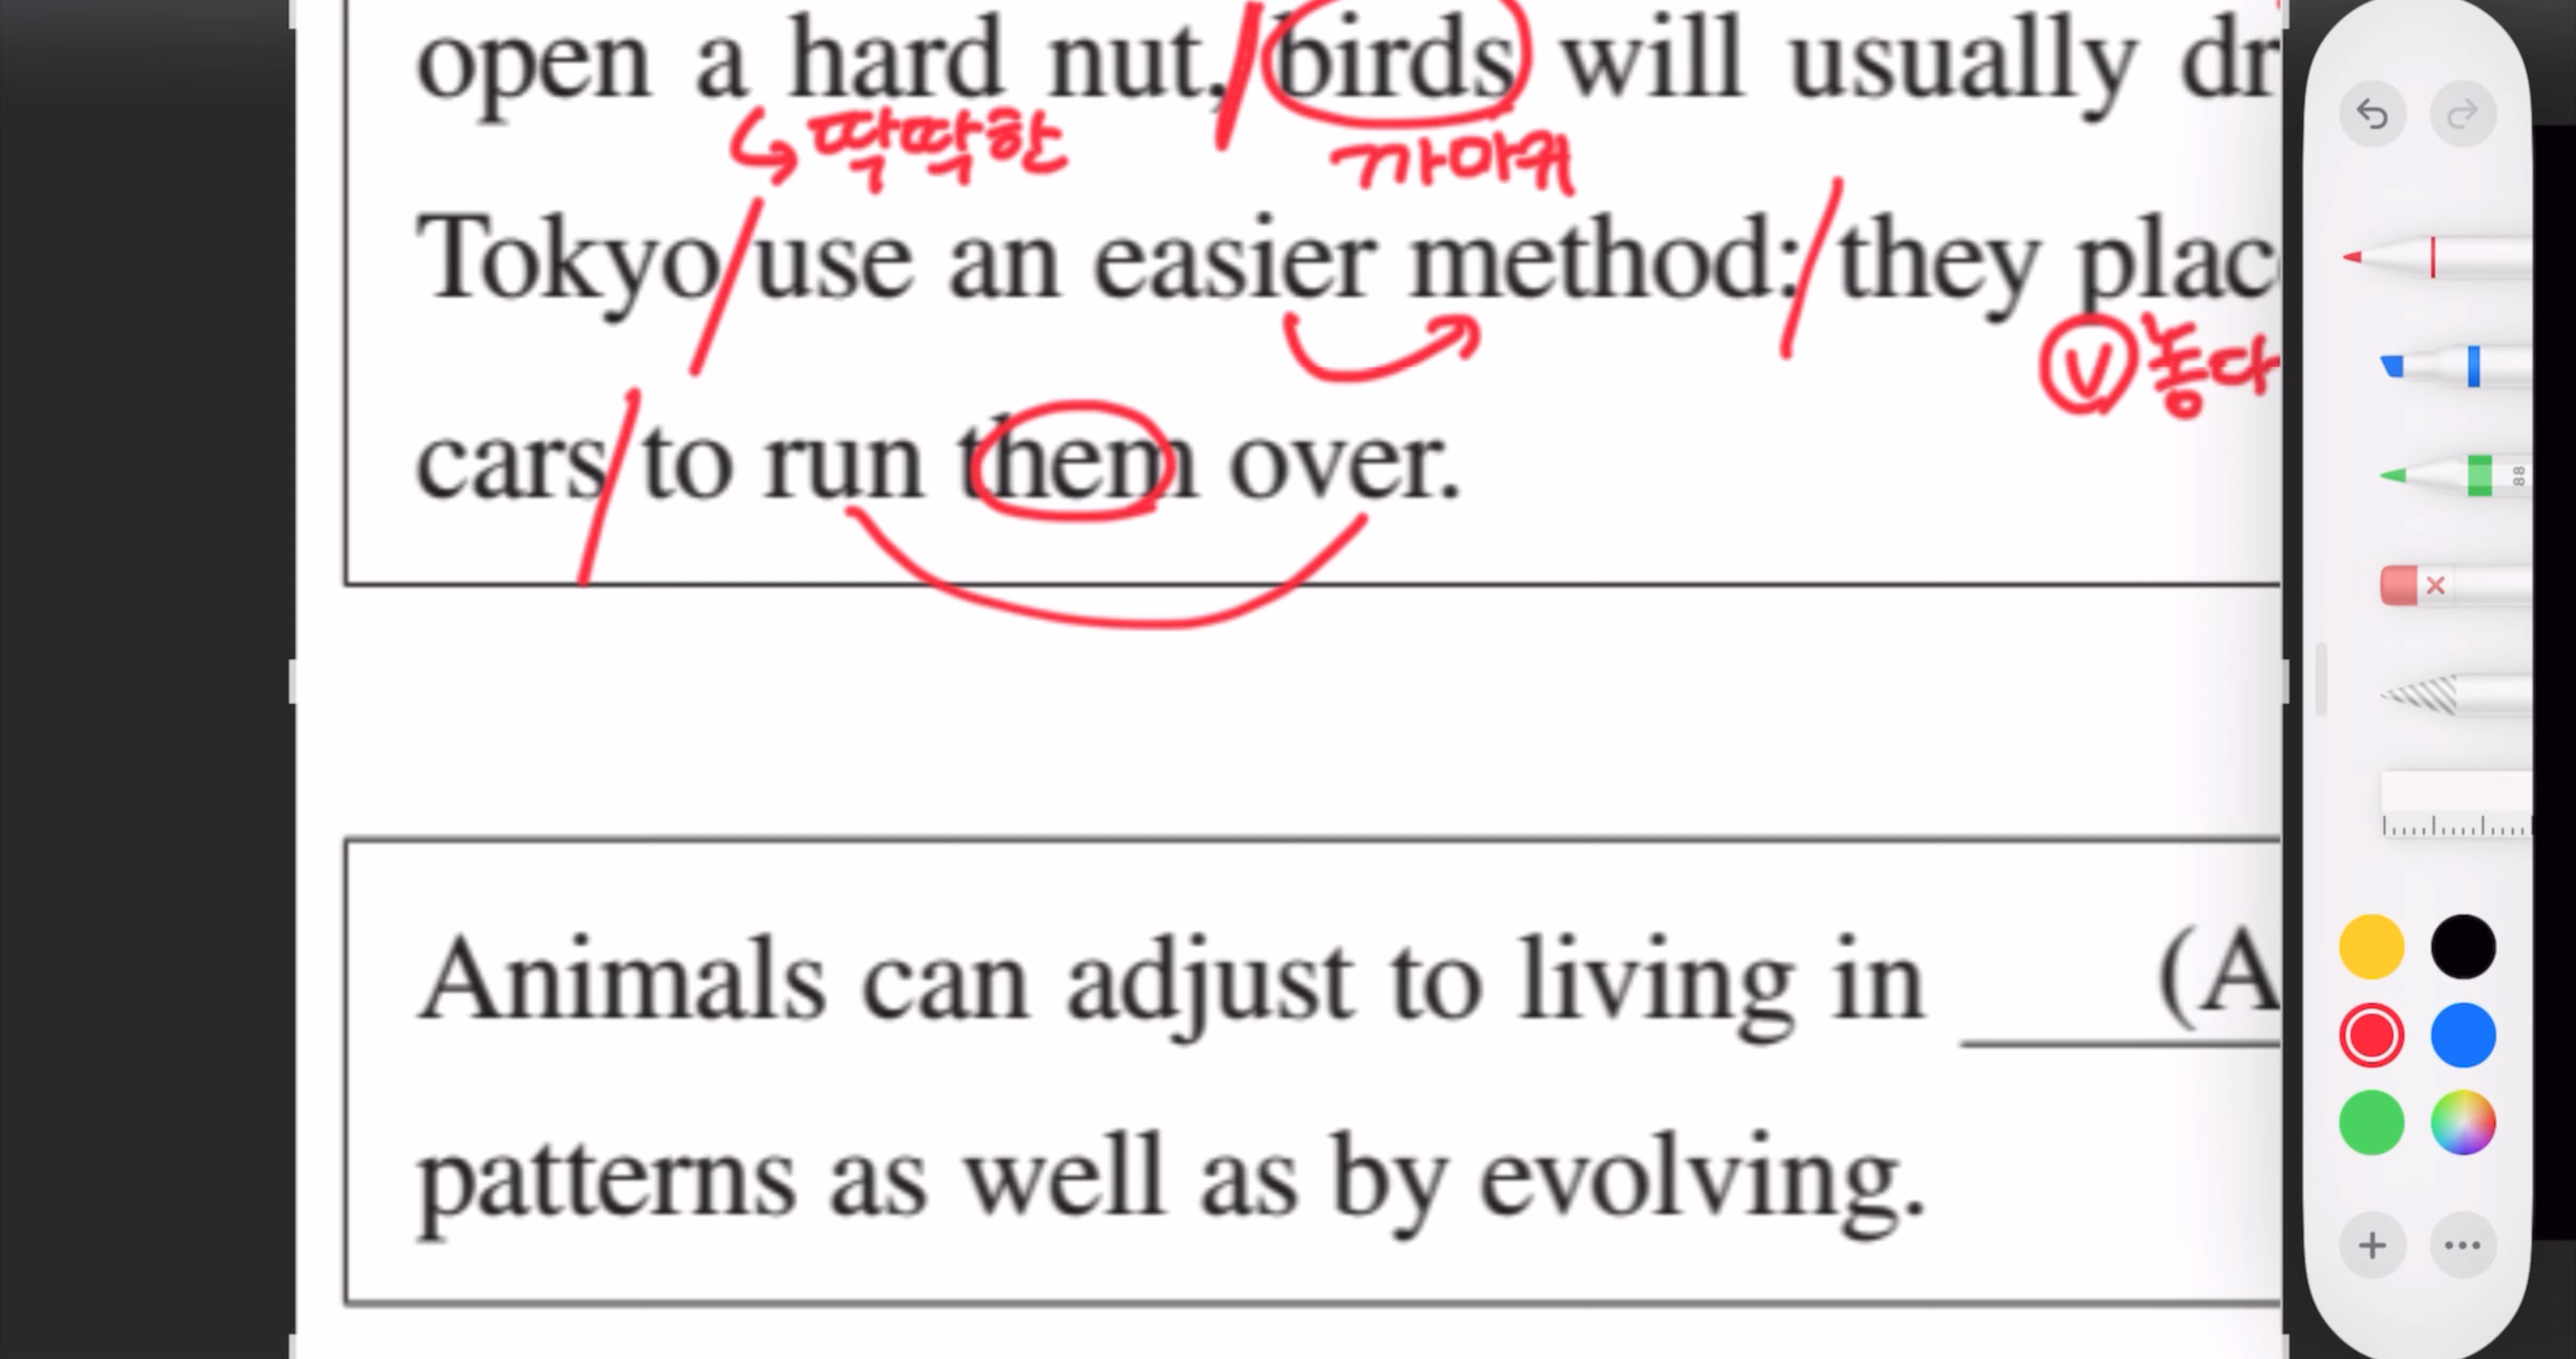 open a hard nut, birds will usually dr
딱딱한 까마귀
Tokyo use an easier method: they plac
V 놓다
cars to run them over.
Animals can adjust to living in (A
patterns as well as by evolving.
88